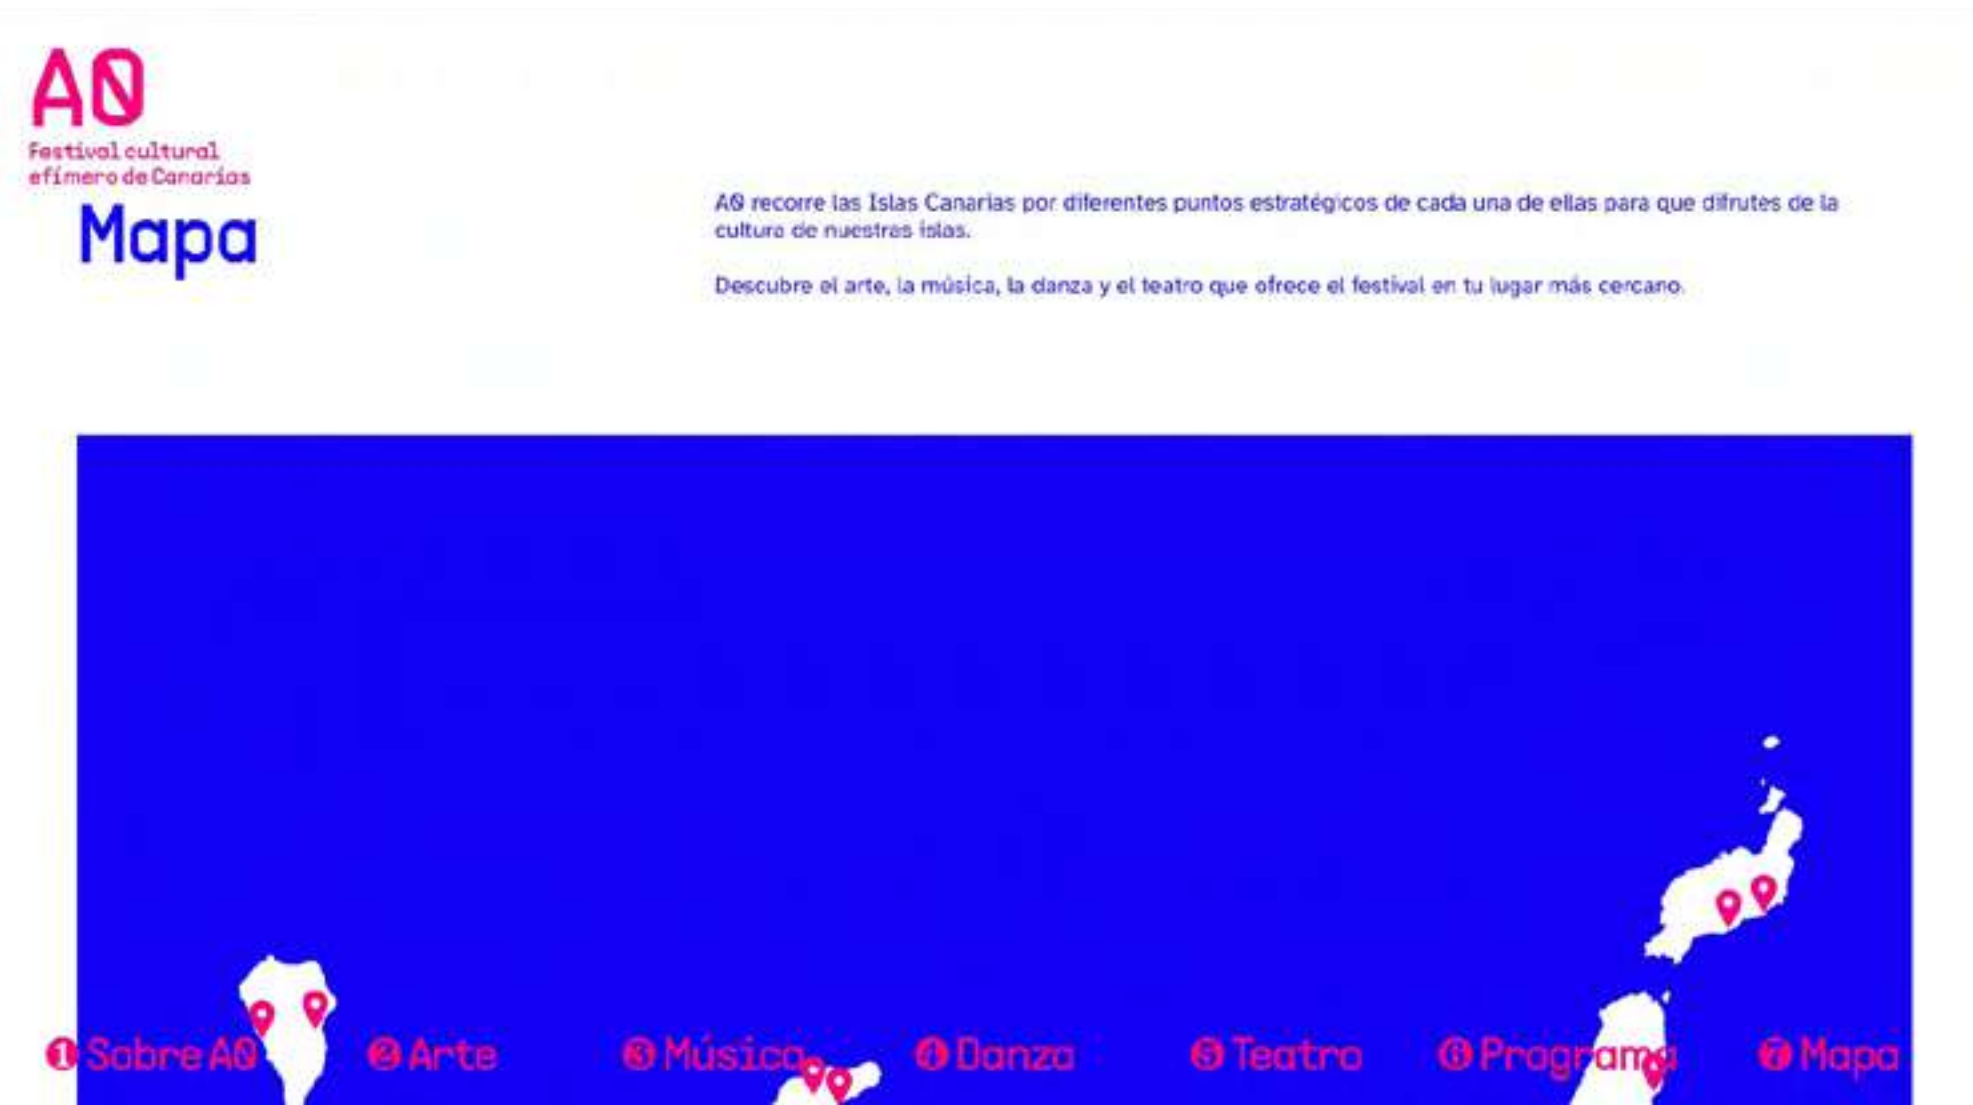 A0
Festival cultural
efímero de Canarias
Mapa
A0 recorre las Islas Canarias por diferentes puntos estratégicos de cada una de ellas para que difrutes de la
cultura de nuestras islas.
Descubre el arte, la música, la danza y el teatro que ofrece el festival en tu lugar más cercano.
1 Sobre A0 2 Arte 3 Música 4 Danza 5 Teatro 6 Programa 7 Mapa